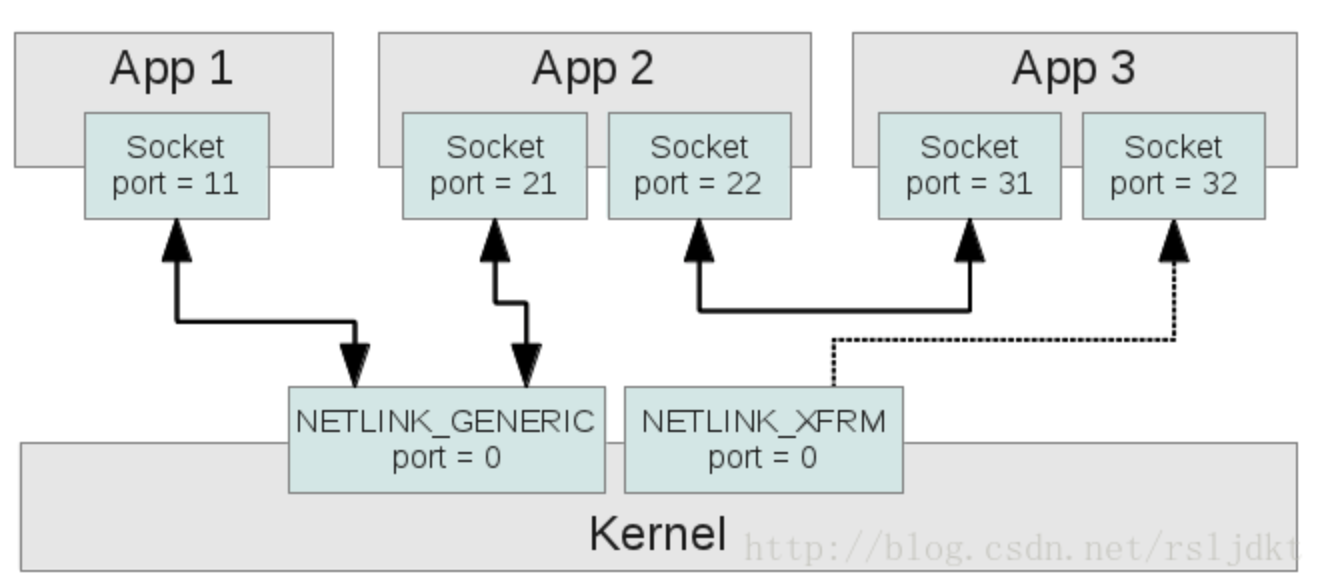 App 1
App 2
App 3
Socket
port = 11
Socket
port = 21
Socket
port = 22
Socket
port = 31
Socket
port = 32
NETLINK_GENERIC
port = 0
NETLINK_XFRM
port = 0
Kernel
http://blog.csdn.net/rsljdkt